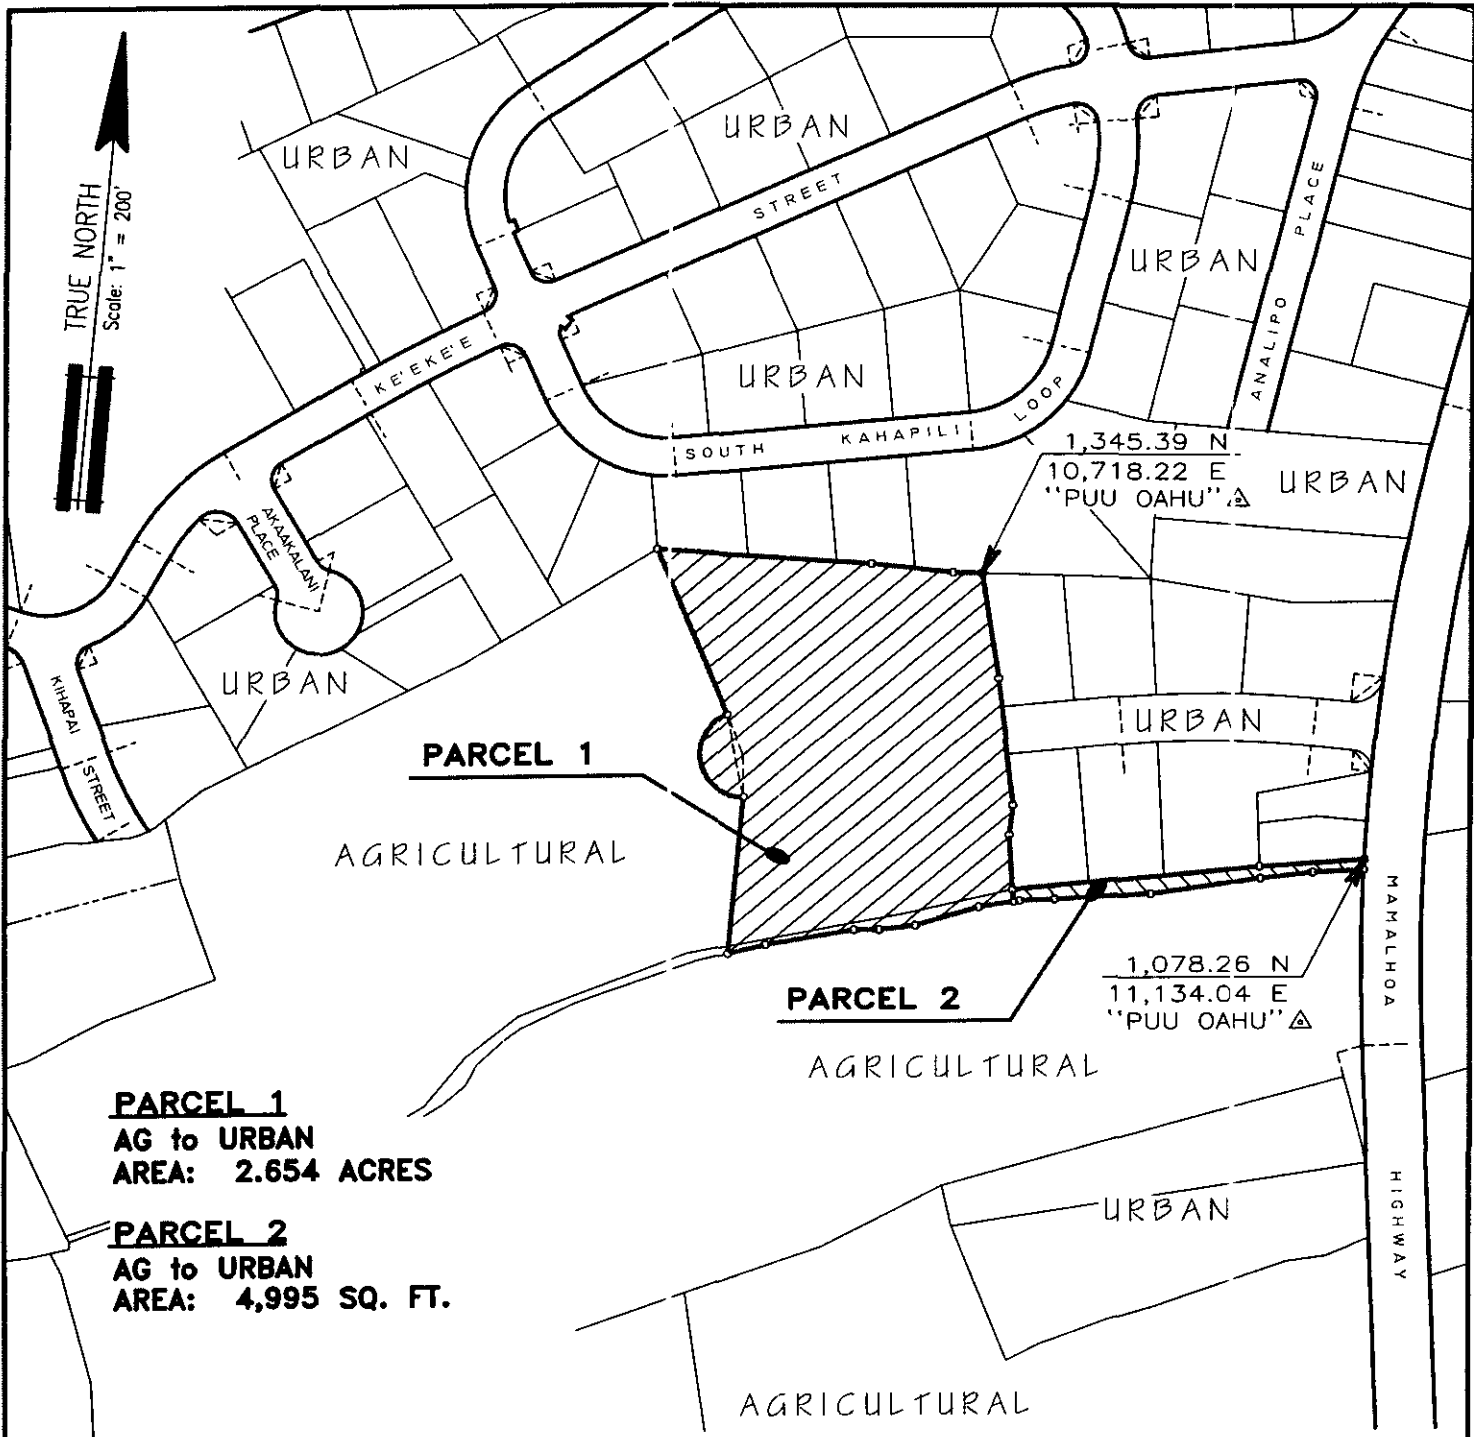 TRUE NORTH
Scale: 1" = 200'
URBAN
URBAN
STREET
PLACE
URBAN
ANALIPO
KE'EKE'E
URBAN
LOOP
SOUTH KAHAPILI
1,345.39 N
10,718.22 E
"PUU OAHU"
URBAN
AKAAKALANI
PLACE
URBAN
KIHAPAI
STREET
URBAN
PARCEL 1
AGRICULTURAL
MAMALHOA
1,078.26 N
11,134.04 E
"PUU OAHU"
PARCEL 2
AGRICULTURAL
PARCEL 1
AG to URBAN
AREA: 2.654 ACRES
URBAN
HIGHWAY
PARCEL 2
AG to URBAN
AREA: 4,995 SQ. FT.
AGRICULTURAL